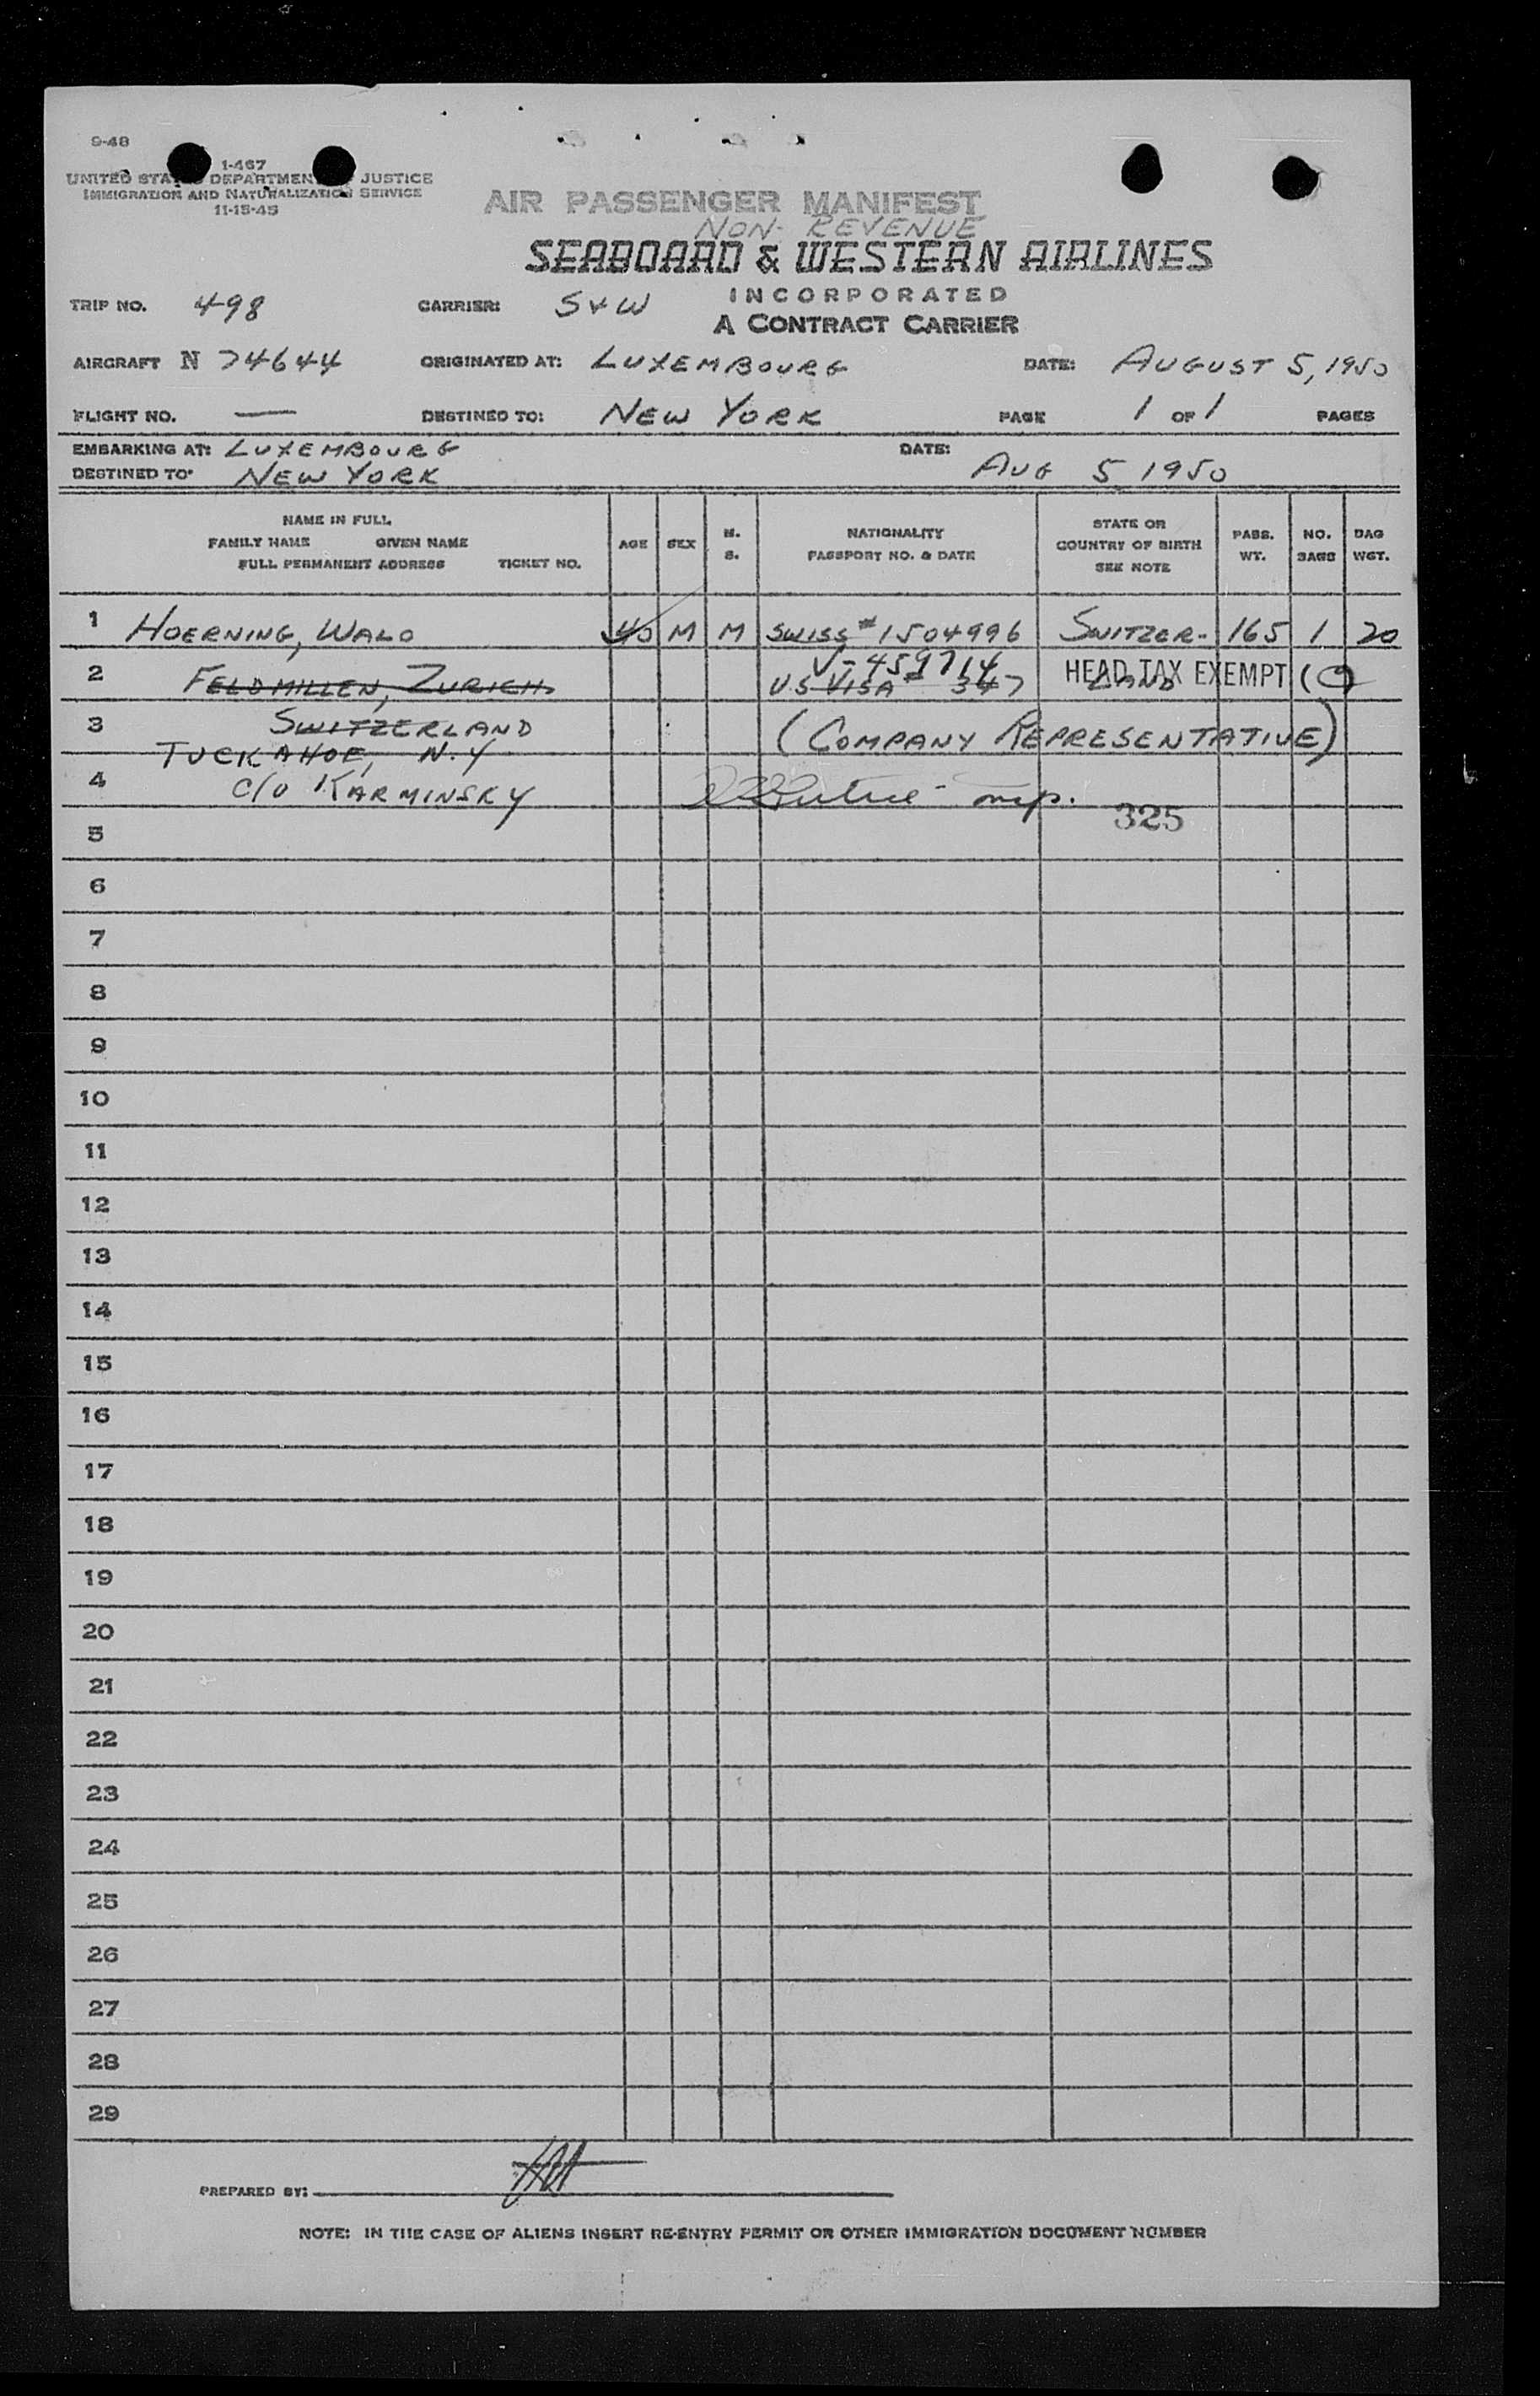 9-48
1-467
UNITED STATES DEPARTMENT OF JUSTICE
IMMIGRATION AND NATURALIZATION SERVICE
11-15-45
AIR PASSENGER MANIFEST
NON-REVENUE
SEABOARD & WESTERN AIRLINES
INCORPORATED
A CONTRACT CARRIER
TRIP NO. 498 CARRIER: S & W
AIRCRAFT N 74644 ORIGINATED AT: LUXEMBOURG DATE: AUGUST 5, 1950
FLIGHT NO. — DESTINED TO: NEW YORK PAGE 1 OF 1 PAGES
EMBARKING AT: LUXEMBOURG DATE: AUG 5 1950
DESTINED TO: NEW YORK
NAME IN FULL
FAMILY NAME GIVEN NAME
FULL PERMANENT ADDRESS TICKET NO.
AGE SEX M. S. NATIONALITY PASSPORT NO. & DATE STATE OR COUNTRY OF BIRTH SEE NOTE PASS. WT. NO. BAGS BAG WGT.
1 HOERNING, WALO 40 M M SWISS #1504996 SWITZER- 165 1 20
V-459714
2 FELDMILLEN, ZURICH US VISA 347 LAND HEAD TAX EXEMPT
3 SWITZERLAND (COMPANY REPRESENTATIVE)
TUCKAHOE, N.Y
4 C/O KARMINSKY
325
5
6
7
8
9
10
11
12
13
14
15
16
17
18
19
20
21
22
23
24
25
26
27
28
29
PREPARED BY:
NOTE: IN THE CASE OF ALIENS INSERT RE-ENTRY PERMIT OR OTHER IMMIGRATION DOCUMENT NUMBER